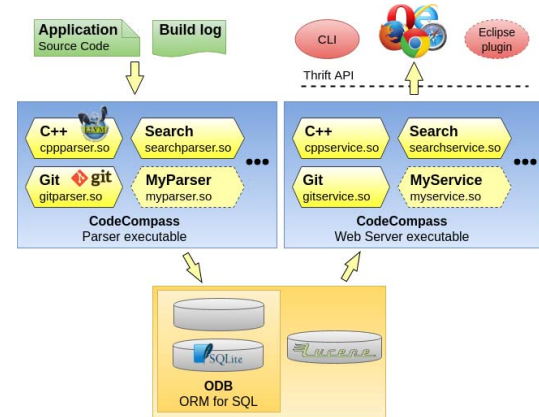 Application
Source Code
Build log
CLI
Eclipse
plugin
Thrift API
C++
cppparser.so
Search
searchparser.so
Git
git
gitparser.so
MyParser
myparser.so
...
CodeCompass
Parser executable
C++
cppservice.so
Search
searchservice.so
Git
gitservice.so
MyService
myservice.so
...
CodeCompass
Web Server executable
SQLite
Lucene
ODB
ORM for SQL